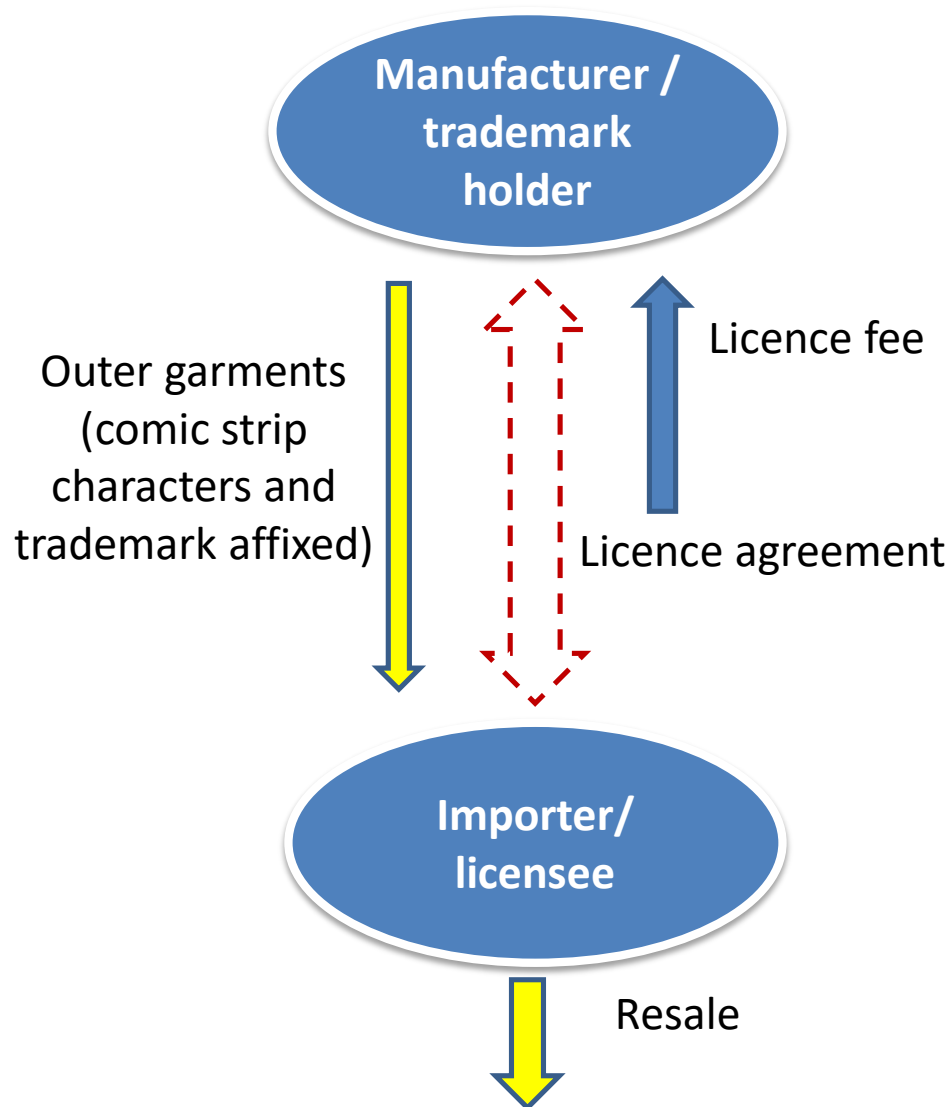 Manufacturer /
trademark
holder
Licence fee
Outer garments
(comic strip
characters and
trademark affixed)
Licence agreement
Importer/
licensee
Resale